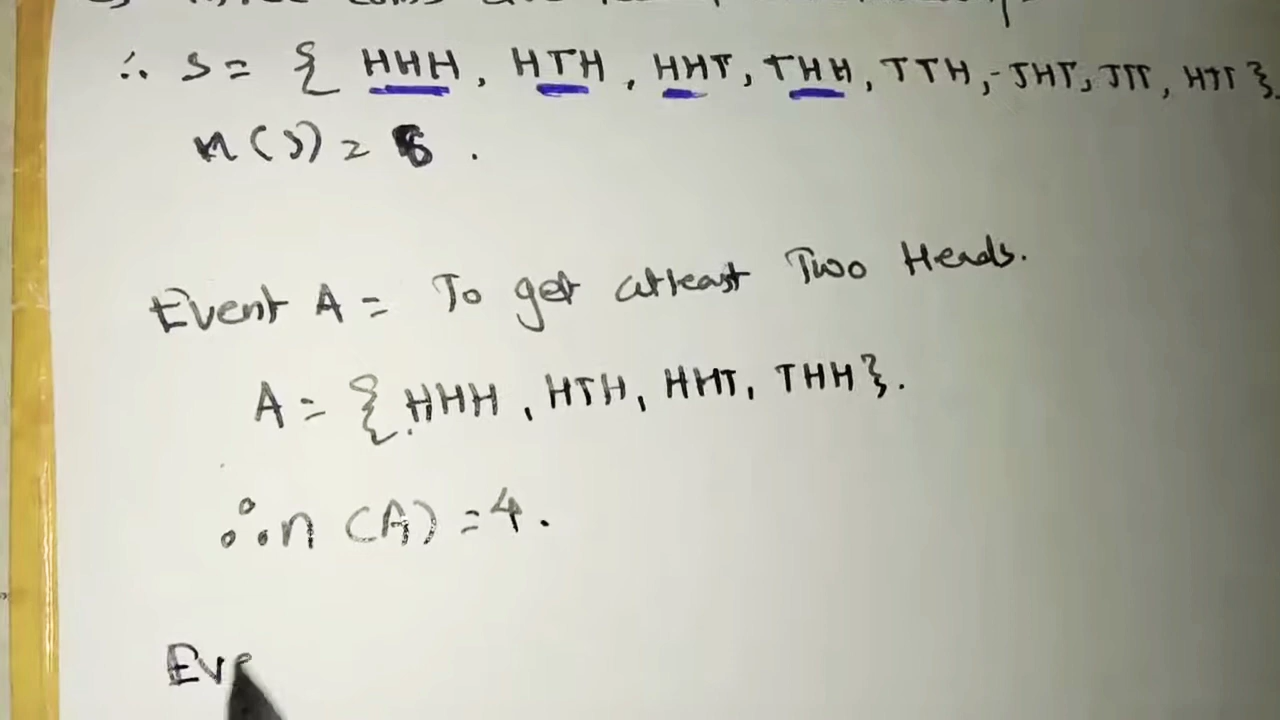 ∴ S = { HHH, HTH, HHT, THH, TTH, THT, TTT, HTT }.
n(S) = 8.
Event A = To get atleast Two Heads.
A = { HHH, HTH, HHT, THH }.
∴ n(A) = 4.
Eve